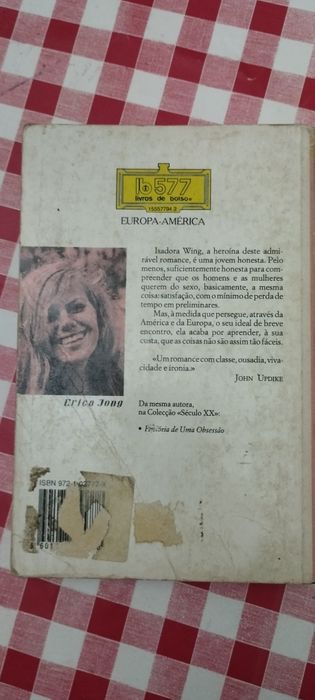 lb 577
livros de bolso
EUROPA-AMÉRICA
Isadora Wing, a heroína deste admi-
rável romance, é uma jovem honesta. Pelo
menos, suficientemente honesta para com-
preender que os homens e as mulheres
querem do sexo, basicamente, a mesma
coisa: satisfação, com o mínimo de perda de
tempo em preliminares.
Mas, à medida que persegue, através da
América e da Europa, o seu ideal de breve
encontro, ela acaba por aprender, à sua
custa, que as coisas não são assim tão fáceis.
«Um romance com classe, ousadia, viva-
cidade e ironia.»
JOHN UPDIKE
Erica Jong
Da mesma autora,
na Colecção «Século XX»:
• de Uma Obsessão
ISBN 972-1-